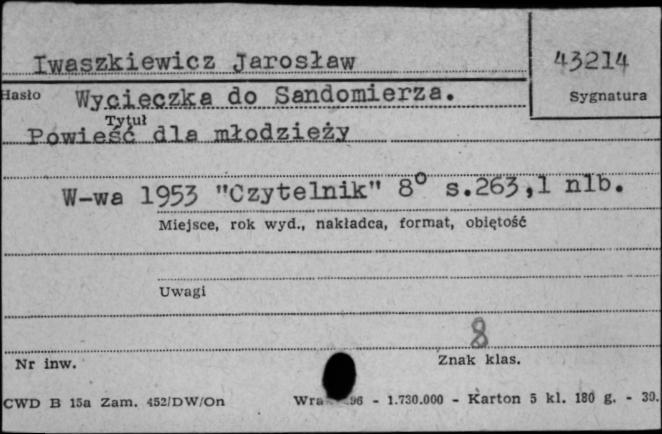 Iwaszkiewicz Jarosław
43214
Hasło Wycieczka do Sandomierza.
Sygnatura
Tytuł
Powieść dla młodzieży
W-wa 1953 "Czytelnik" 8° s.263,1 nlb.
Miejsce, rok wyd., nakładca, format, objętość
Uwagi
8
Nr inw.
Znak klas.
CWD B 15a Zam. 452/DW/On - 1.730.000 - Karton 5 kl. 180 g. - 39.